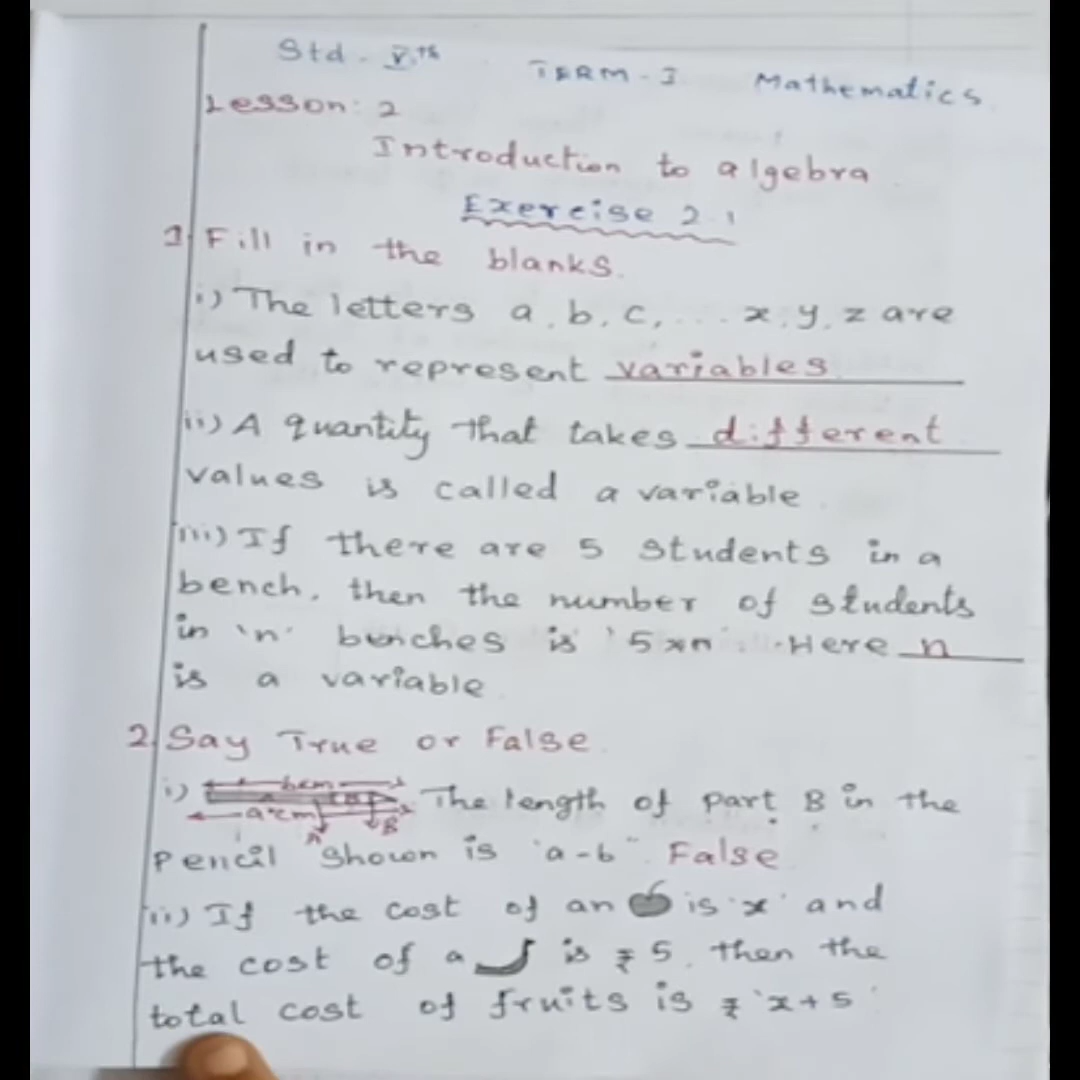 Std - VIth TERM - I Mathematics
Lesson: 2
Introduction to algebra
Exercise 2.1
1 Fill in the blanks.
i) The letters a, b, c, ... x, y, z are
used to represent variables
ii) A quantity that takes different
values is called a variable
iii) If there are 5 students in a
bench, then the number of students
in 'n' benches is '5×n'. Here n
is a variable
2 Say True or False.
i) b cm
a cm A B The length of part B in the
Pencil shown is 'a-b'. False
ii) If the cost of an is 'x' and
the cost of a is ₹ 5, then the
total cost of fruits is ₹ 'x+5'